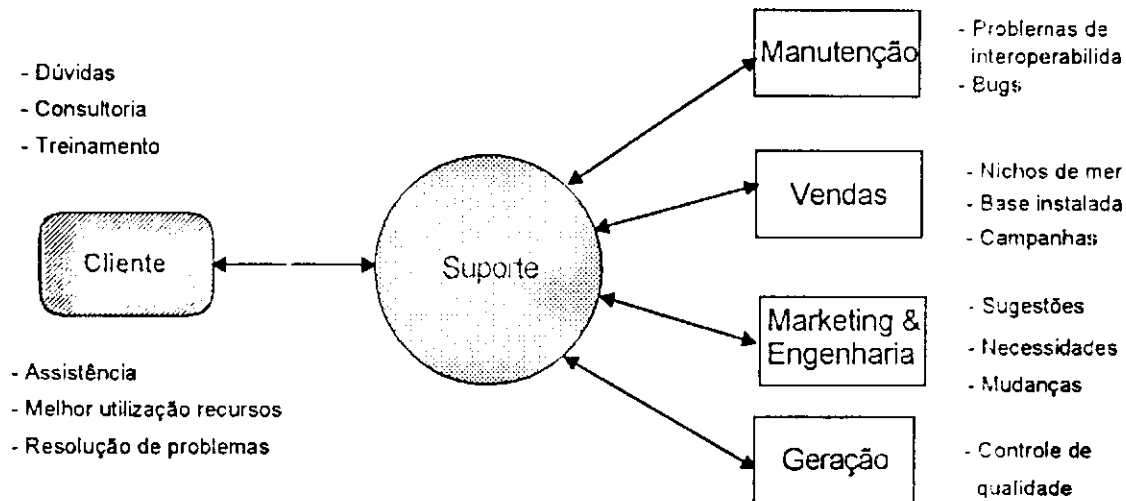 - Dúvidas
- Consultoria
- Treinamento
Cliente
- Assistência
- Melhor utilização recursos
- Resolução de problemas
Suporte
Manutenção
- Problemas de
interoperabilida
- Bugs
Vendas
- Nichos de mer
- Base instalada
- Campanhas
Marketing &
Engenharia
- Sugestões
- Necessidades
- Mudanças
Geração
- Controle de
qualidade